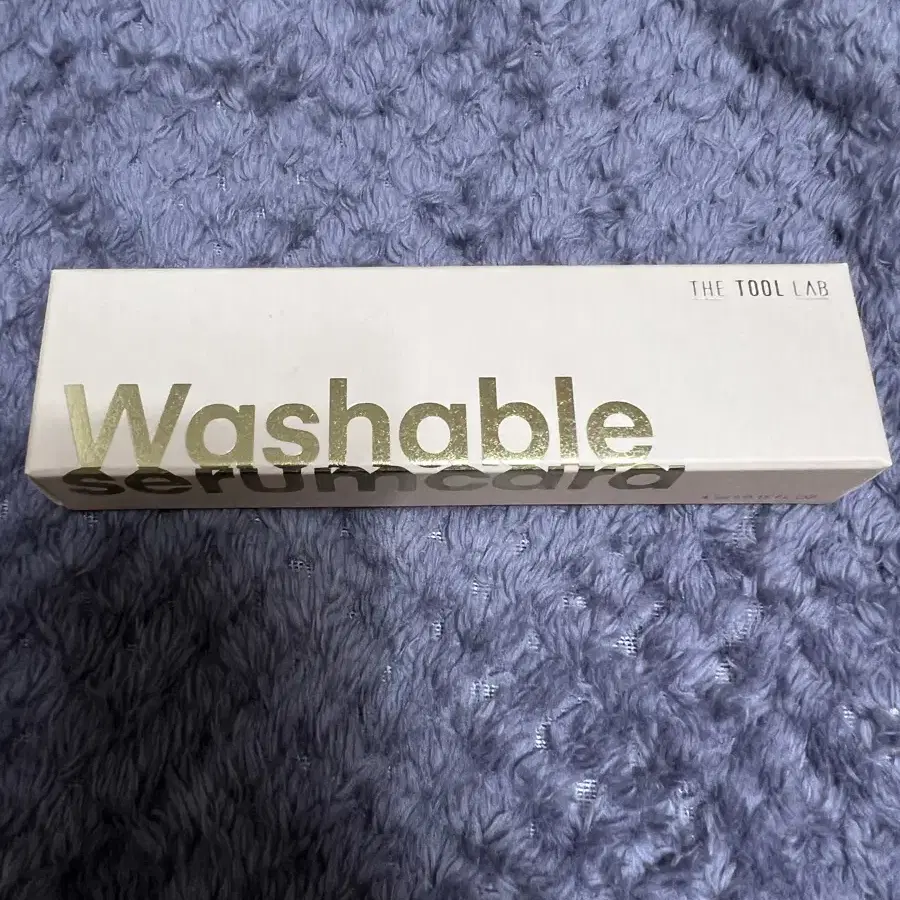 THE TOOL LAB
Washable
serumcara